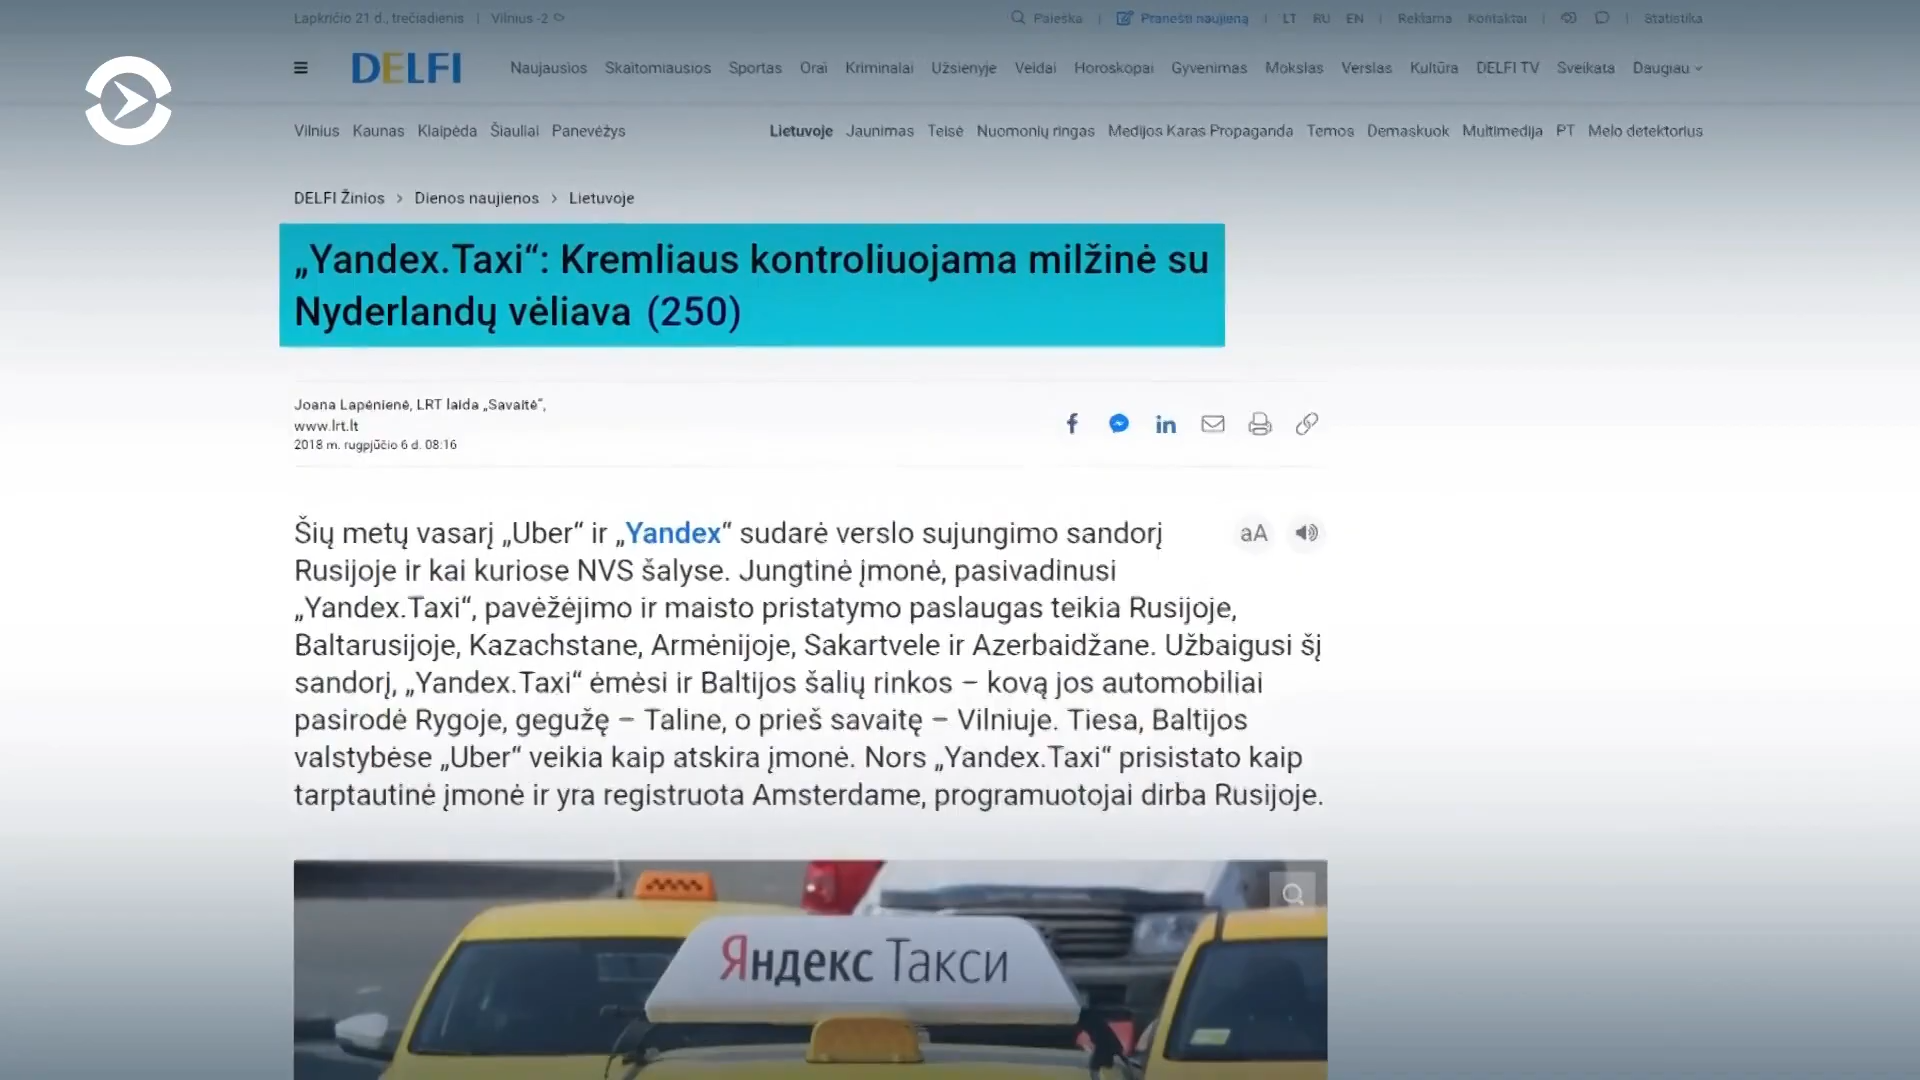 Lapkričio 21 d., trečiadienis | Vilnius -2
Paieška | Pranešti naujieną | LT RU EN | Reklama Kontaktai | Statistika
DELFI
Naujausios Skaitomiausios Sportas Orai Kriminalai Užsienyje Veidai Horoskopai Gyvenimas Mokslas Verslas Kultūra DELFI TV Sveikata Daugiau
Vilnius Kaunas Klaipėda Šiauliai Panevėžys
Lietuvoje Jaunimas Teisė Nuomonių ringas Medijos Karas Propaganda Temos Demaskuok Multimedija PT Melo detektorius
DELFI Žinios > Dienos naujienos > Lietuvoje
„Yandex.Taxi“: Kremliaus kontroliuojama milžinė su
Nyderlandų vėliava (250)
Joana Lapėnienė, LRT laida „Savaitė“,
www.lrt.lt
2018 m. rugpjūčio 6 d. 08:16
Šių metų vasarį „Uber“ ir „Yandex“ sudarė verslo sujungimo sandorį
aA
Rusijoje ir kai kuriose NVS šalyse. Jungtinė įmonė, pasivadinusi
„Yandex.Taxi“, pavėžėjimo ir maisto pristatymo paslaugas teikia Rusijoje,
Baltarusijoje, Kazachstane, Armėnijoje, Sakartvele ir Azerbaidžane. Užbaigusi šį
sandorį, „Yandex.Taxi“ ėmėsi ir Baltijos šalių rinkos – kovą jos automobiliai
pasirodė Rygoje, gegužę – Taline, o prieš savaitę – Vilniuje. Tiesa, Baltijos
valstybėse „Uber“ veikia kaip atskira įmonė. Nors „Yandex.Taxi“ prisistato kaip
tarptautinė įmonė ir yra registruota Amsterdame, programuotojai dirba Rusijoje.
Яндекс Такси